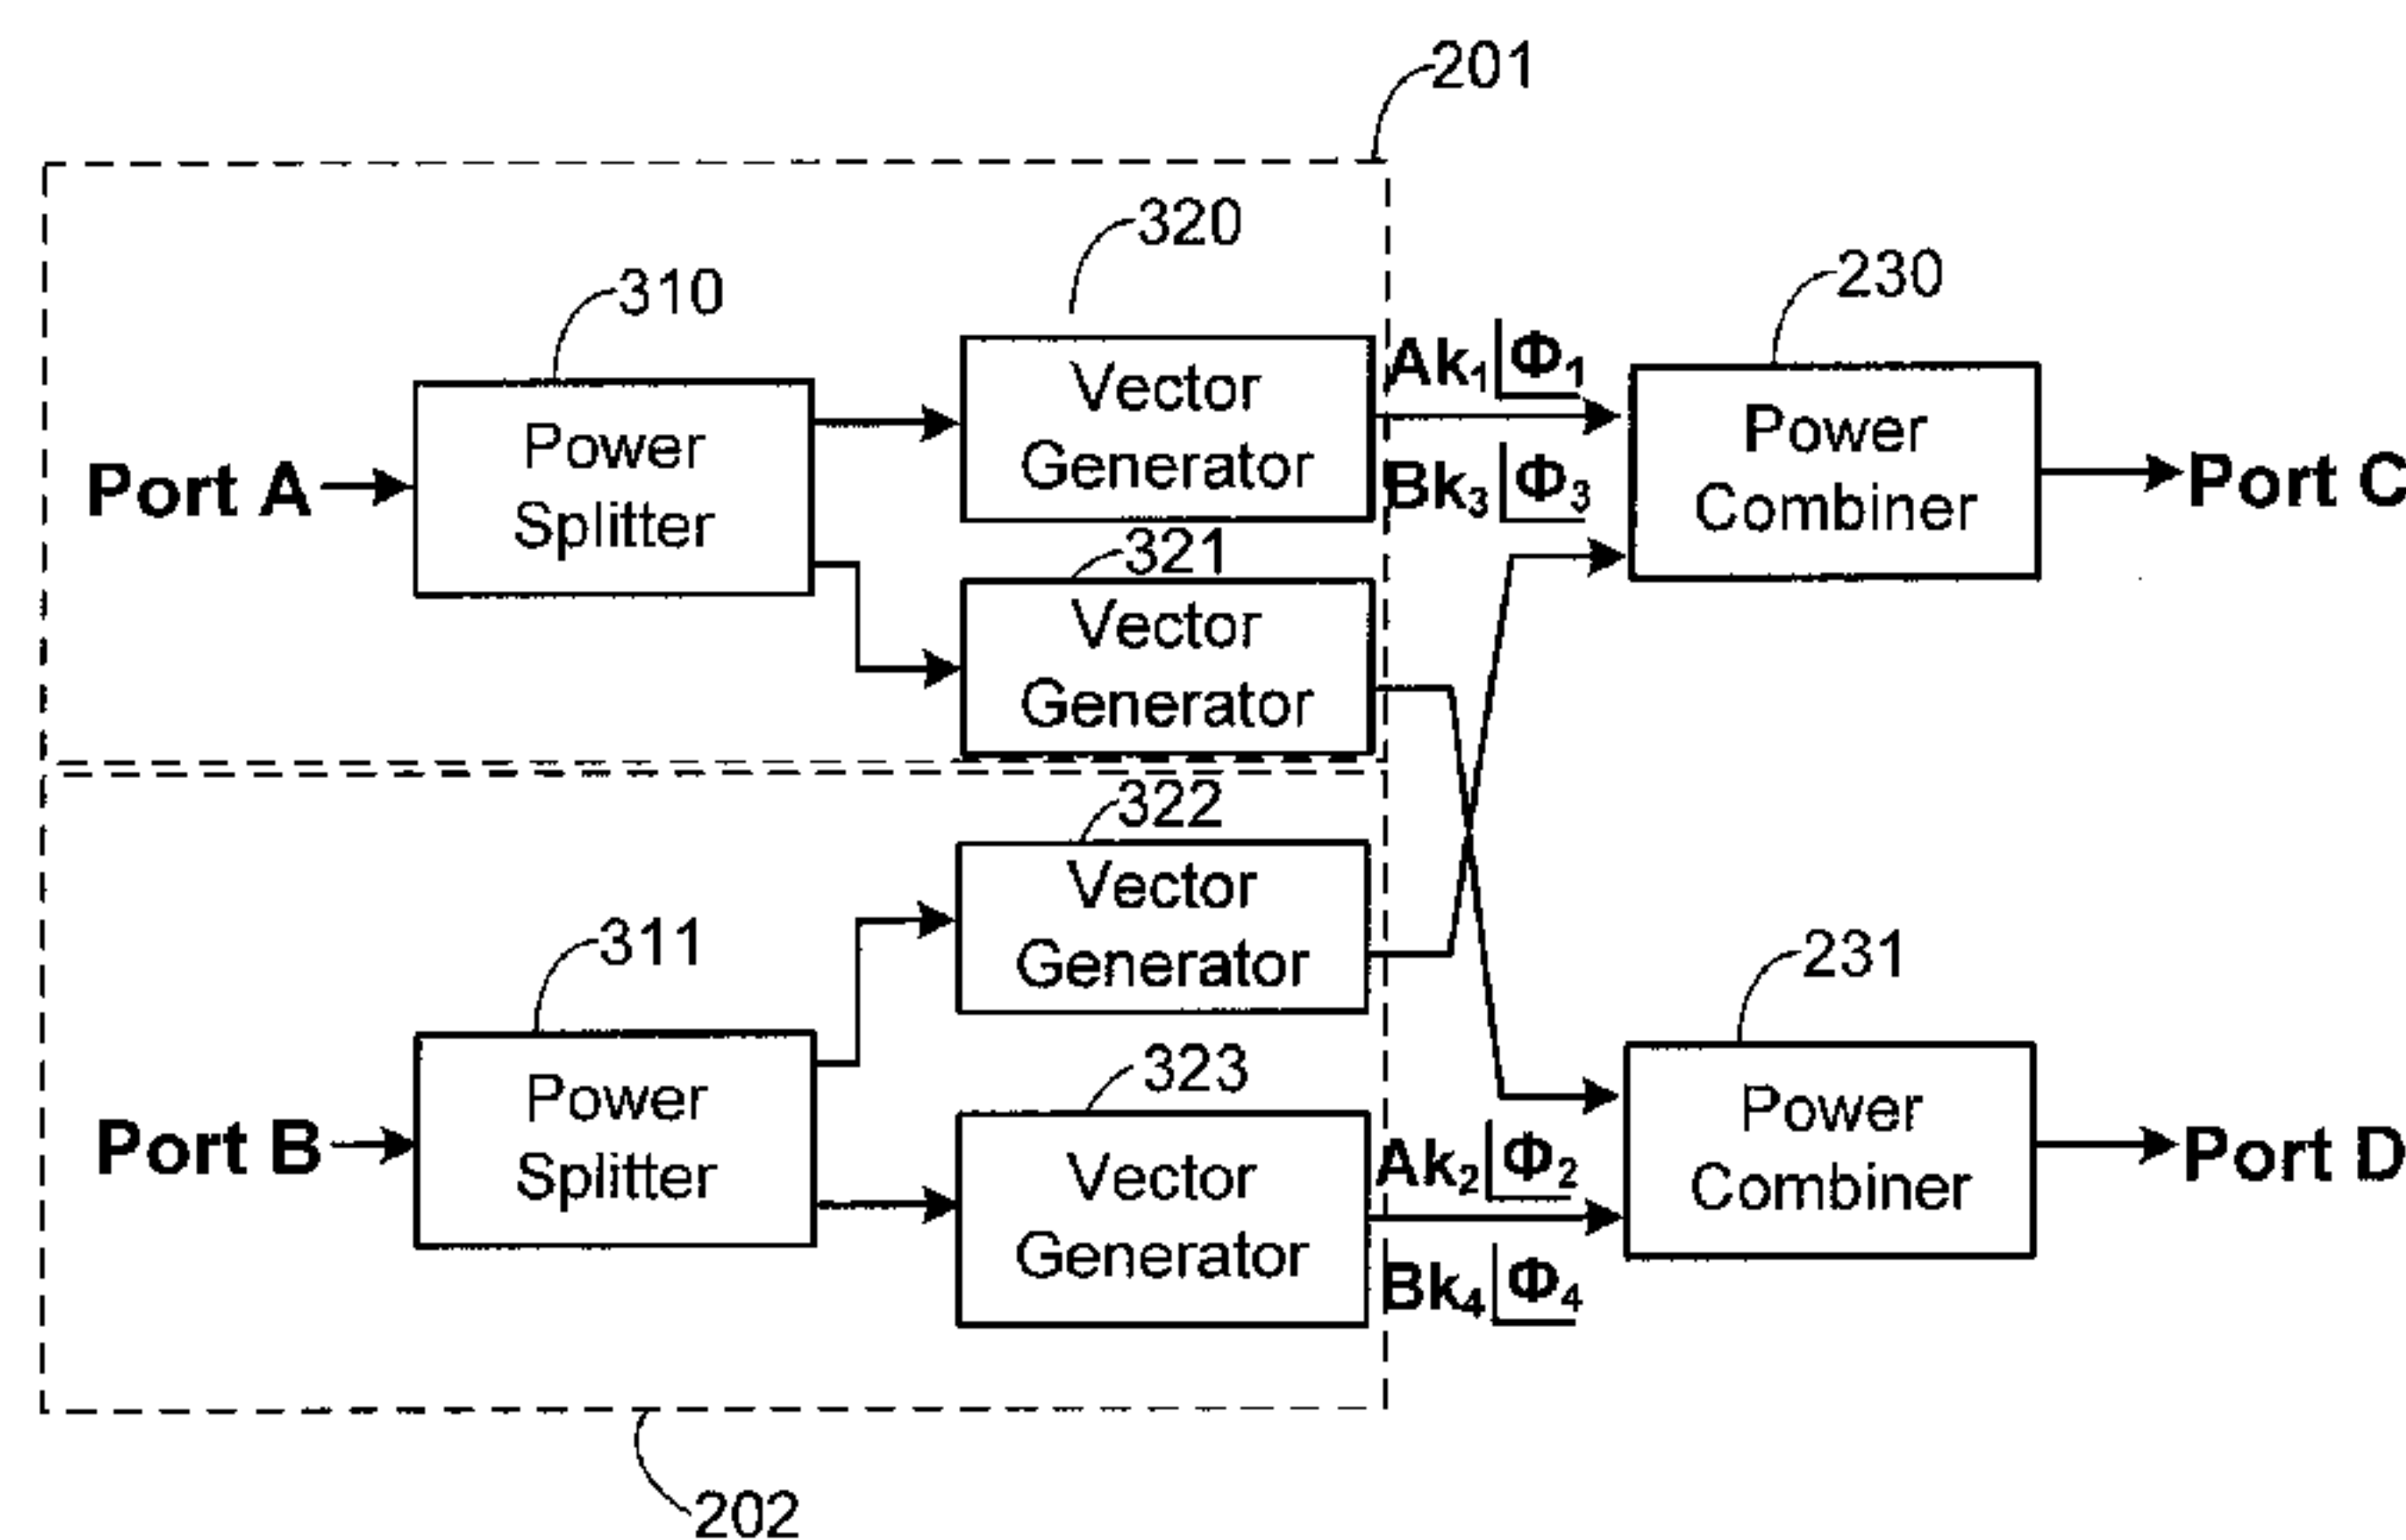 201
320
310
230
Vector
Generator
Ak₁ Φ₁
Bk₃ Φ₃
Power
Combiner
Port C
Port A
Power
Splitter
321
Vector
Generator
322
Vector
Generator
311
323
231
Port B
Power
Splitter
Vector
Generator
Ak₂ Φ₂
Bk₄ Φ₄
Power
Combiner
Port D
202